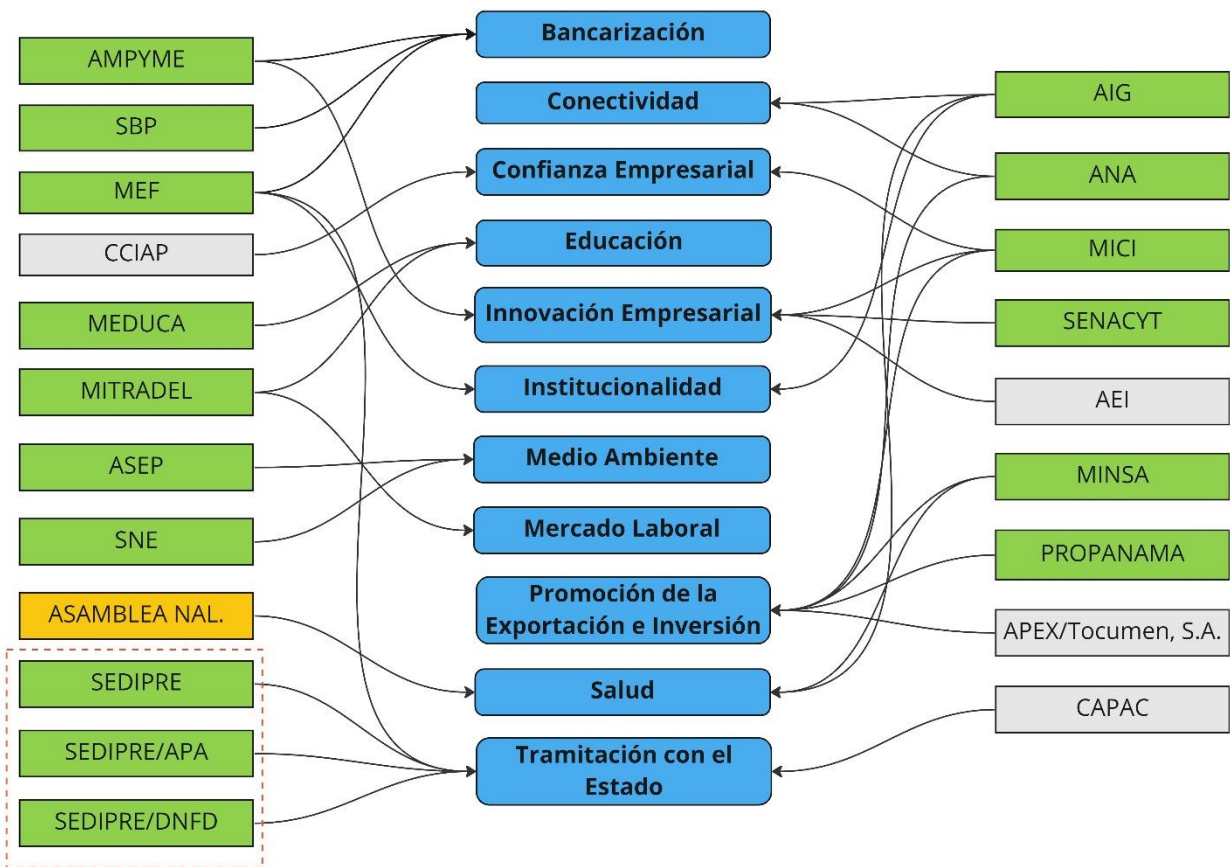 AMPYME
SBP
MEF
CCIAP
MEDUCA
MITRADEL
ASEP
SNE
ASAMBLEA NAL.
SEDIPRE
SEDIPRE/APA
SEDIPRE/DNFD
Bancarización
Conectividad
Confianza Empresarial
Educación
Innovación Empresarial
Institucionalidad
Medio Ambiente
Mercado Laboral
Promoción de la
Exportación e Inversión
Salud
Tramitación con el
Estado
AIG
ANA
MICI
SENACYT
AEI
MINSA
PROPANAMA
APEX/Tocumen, S.A.
CAPAC